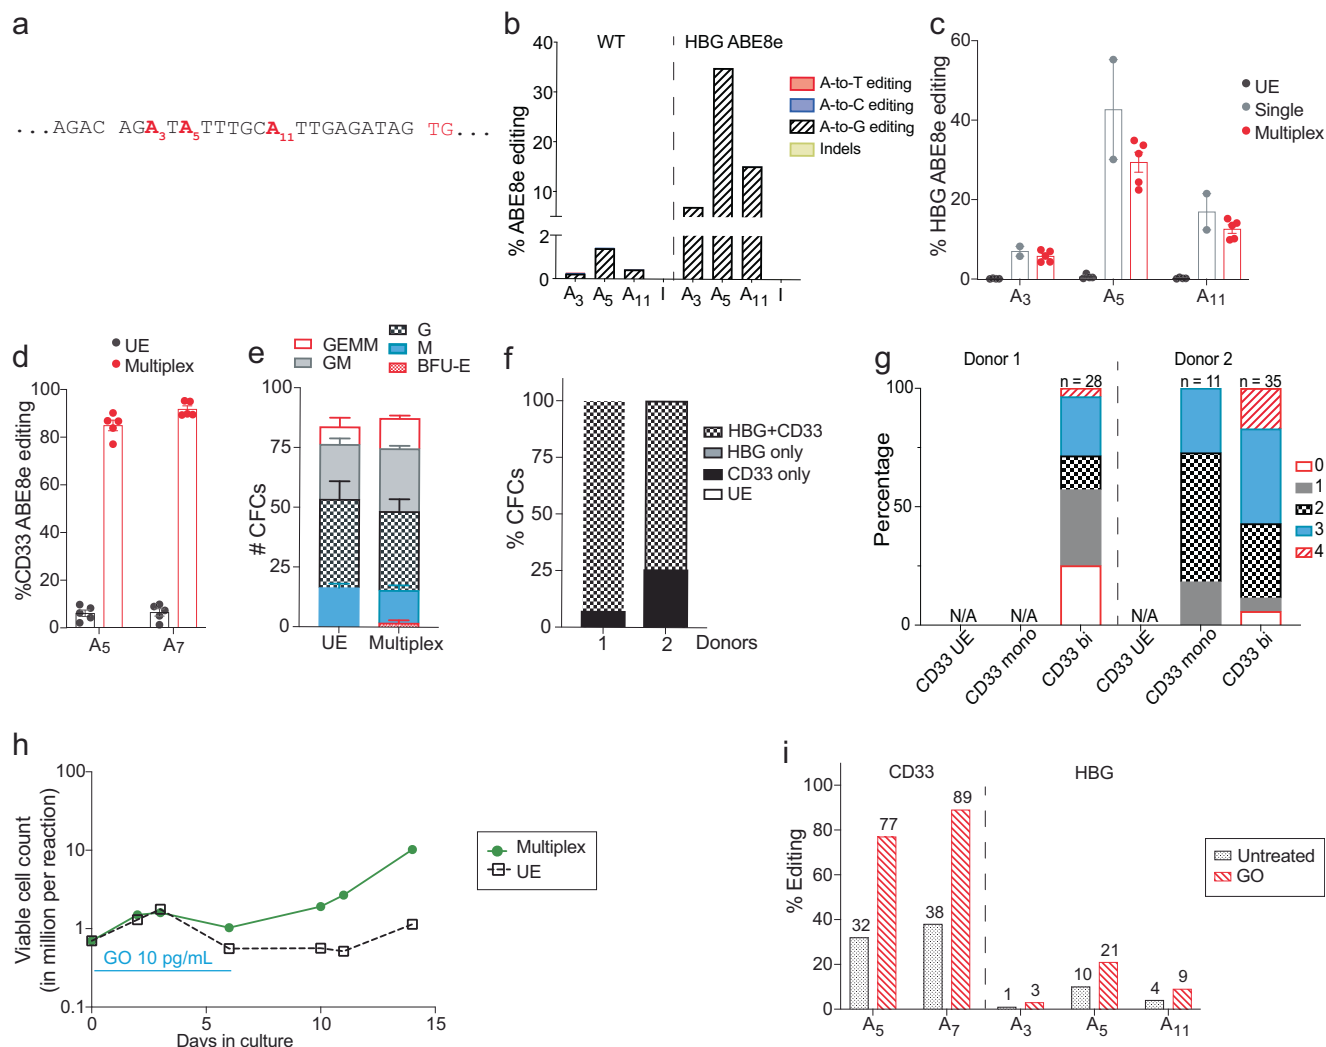 a
...AGAC AGA3TA5TTTGCA11TTGAGATAG TG...
b
WT
HBG ABE8e
% ABE8e editing
40
30
20
10
2
0
A3 A5 A11 I A3 A5 A11 I
A-to-T editing
A-to-C editing
A-to-G editing
Indels
c
% HBG ABE8e editing
60
40
20
0
A3 A5 A11
UE
Single
Multiplex
d
UE
Multiplex
%CD33 ABE8e editing
100
80
60
40
20
0
A5 A7
e
GEMM
GM
G
M
BFU-E
# CFCs
100
75
50
25
0
UE Multiplex
f
% CFCs
100
75
50
25
0
1 2 Donors
HBG+CD33
HBG only
CD33 only
UE
g
Donor 1 Donor 2
n = 28 n = 11 n = 35
Percentage
100
50
0
N/A N/A N/A
CD33 UE
CD33 mono
CD33 bi
CD33 UE
CD33 mono
CD33 bi
0
1
2
3
4
h
Viable cell count
(in million per reaction)
100
10
1
0.1
GO 10 pg/mL
0 5 10 15
Days in culture
Multiplex
UE
i
CD33 HBG
% Editing
100
80
60
40
20
0
32 77 38 89 1 3 10 21 4 9
A5 A7 A3 A5 A11
Untreated
GO